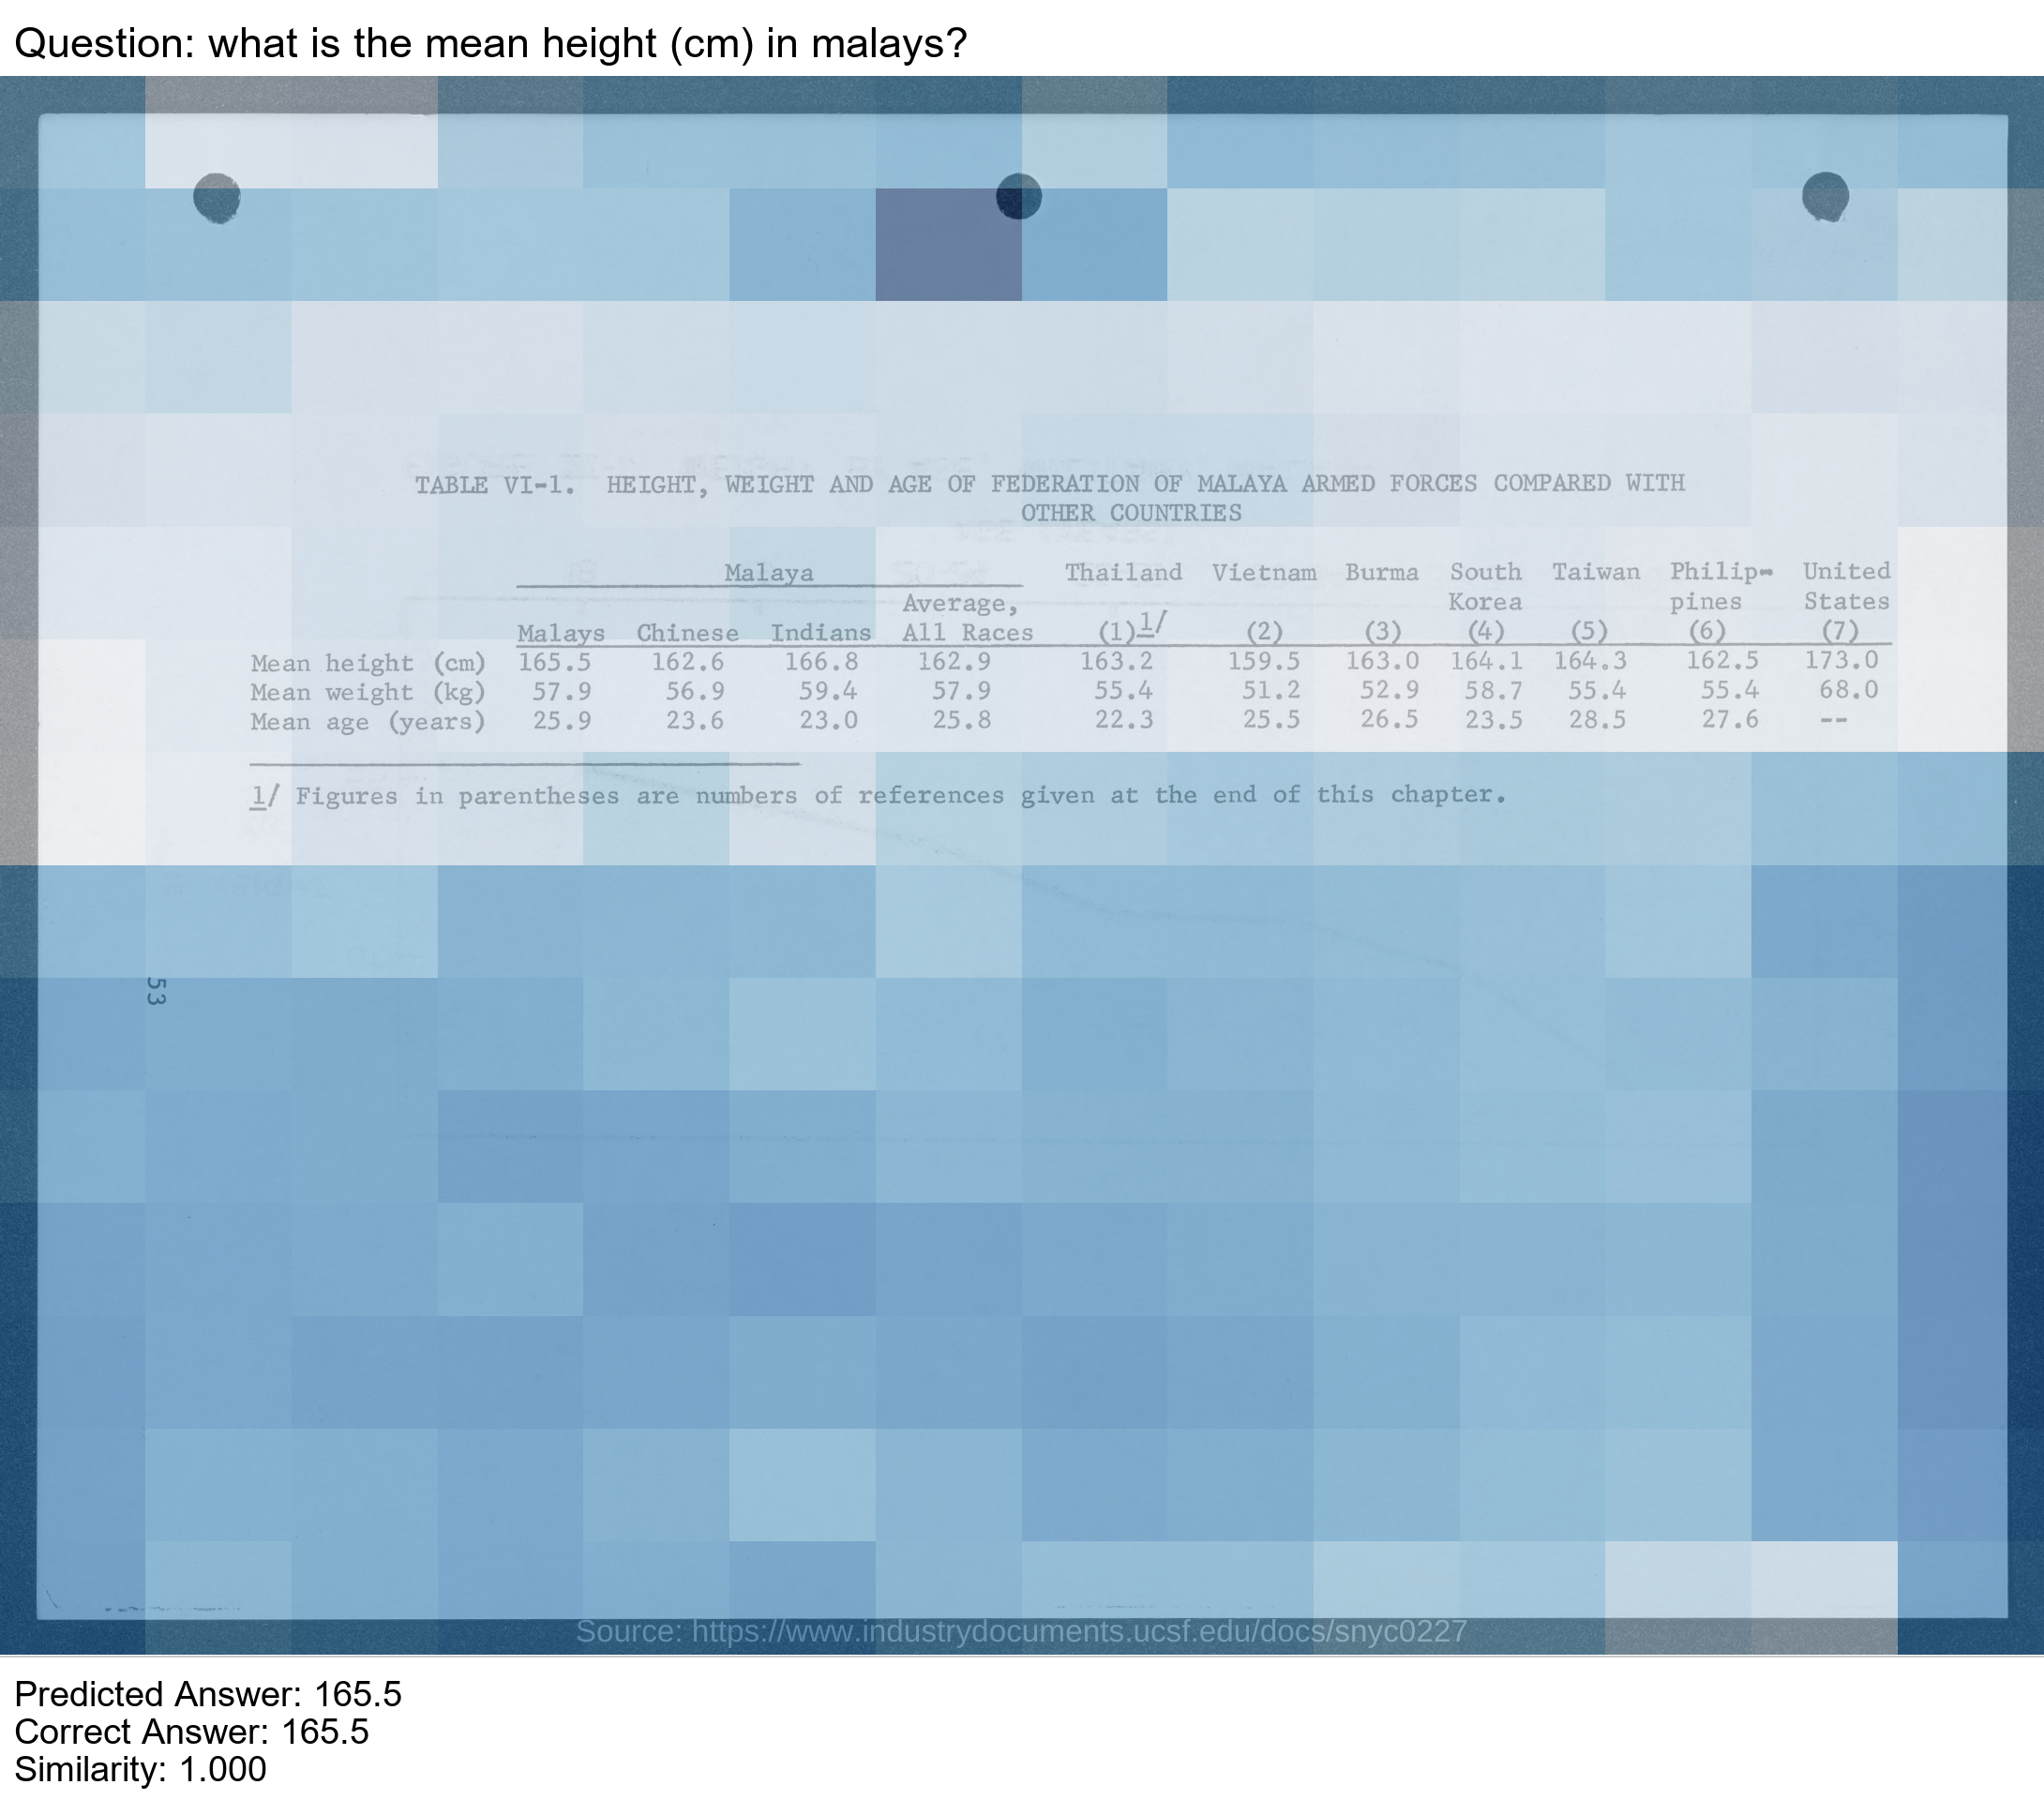 Question: what is the mean height (cm) in malays?
TABLE VI-1. HEIGHT, WEIGHT AND AGE OF FEDERATION OF MALAYA ARMED FORCES COMPARED WITH
OTHER COUNTRIES
Malaya Thailand Vietnam Burma South Taiwan Philip- United
Average, Korea pines States
Malays Chinese Indians All Races (1)1/ (2) (3) (4) (5) (6) (7)
Mean height (cm) 165.5 162.6 166.8 162.9 163.2 159.5 163.0 164.1 164.3 162.5 173.0
Mean weight (kg) 57.9 56.9 59.4 57.9 55.4 51.2 52.9 58.7 55.4 55.4 68.0
Mean age (years) 25.9 23.6 23.0 25.8 22.3 25.5 26.5 23.5 28.5 27.6 --
1/ Figures in parentheses are numbers of references given at the end of this chapter.
53
Source: https://www.industrydocuments.ucsf.edu/docs/snyc0227
Predicted Answer: 165.5
Correct Answer: 165.5
Similarity: 1.000